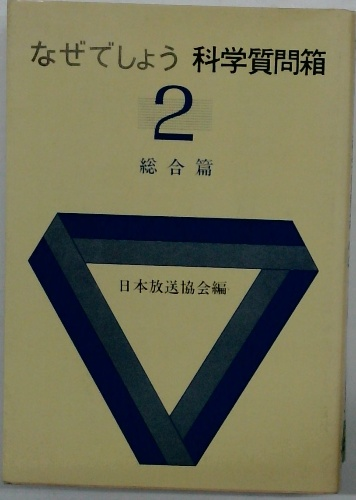 なぜでしょう 科学質問箱
2
総合篇
日本放送協会編